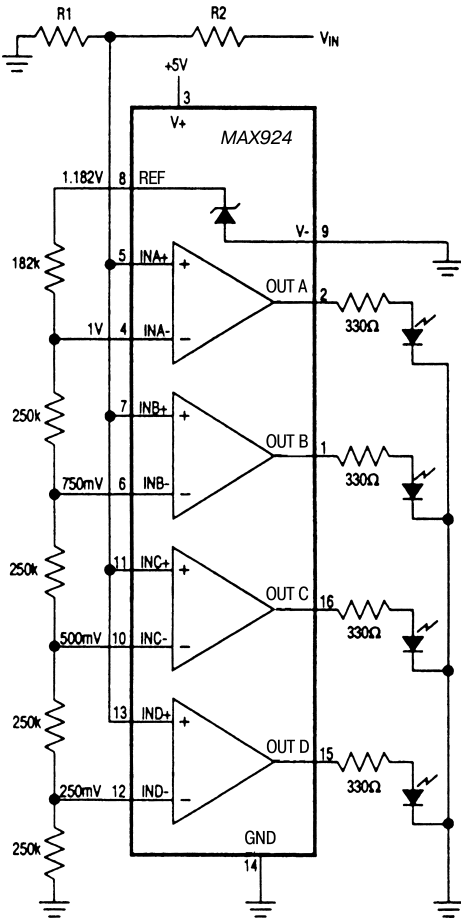 R1 R2
VIN
+5V
3
V+
MAX924
1.182V 8 REF
V- 9
182k
5 INA+
+
OUT A 2
330Ω
1V 4 INA-
−
250k
7 INB+
+
OUT B 1
330Ω
750mV 6 INB-
−
250k
11 INC+
+
OUT C 16
330Ω
500mV 10 INC-
−
250k
13 IND+
+
OUT D 15
330Ω
250mV 12 IND-
−
250k
GND
14